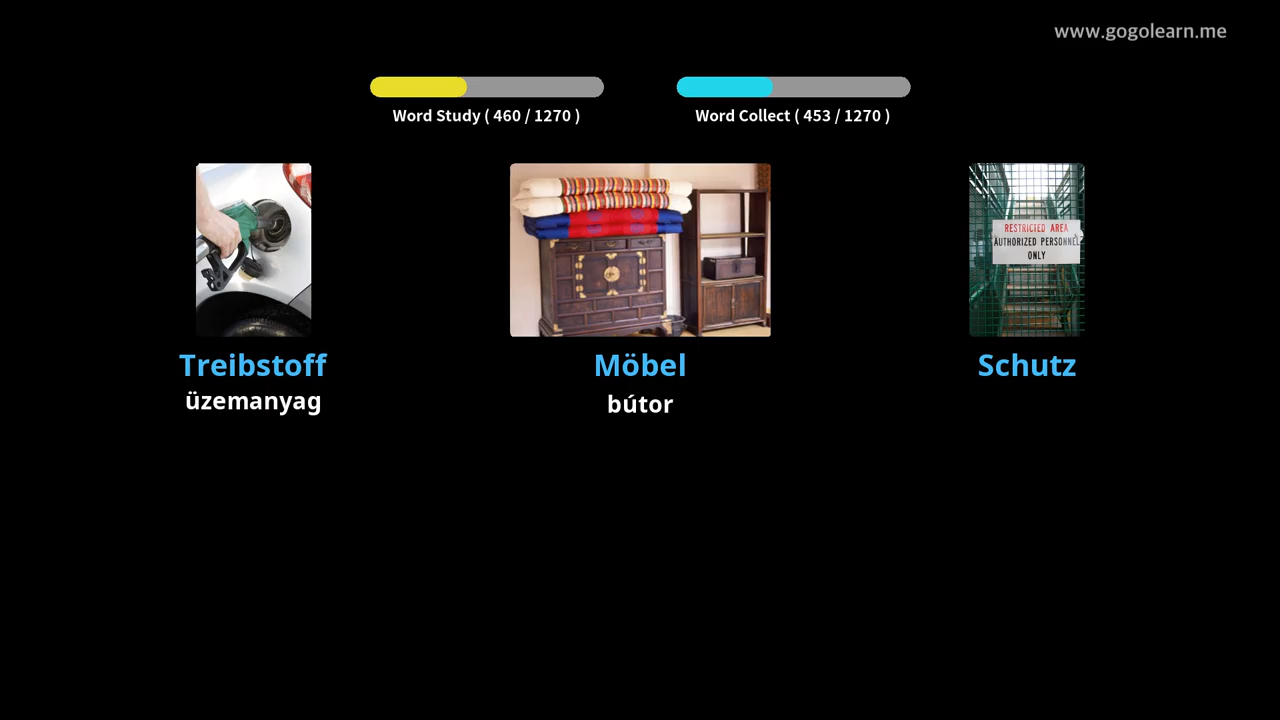 www.gogolearn.me
Word Study ( 460 / 1270 )
Word Collect ( 453 / 1270 )
RESTRICTED AREA
AUTHORIZED PERSONNEL
ONLY
Treibstoff
üzemanyag
Möbel
bútor
Schutz